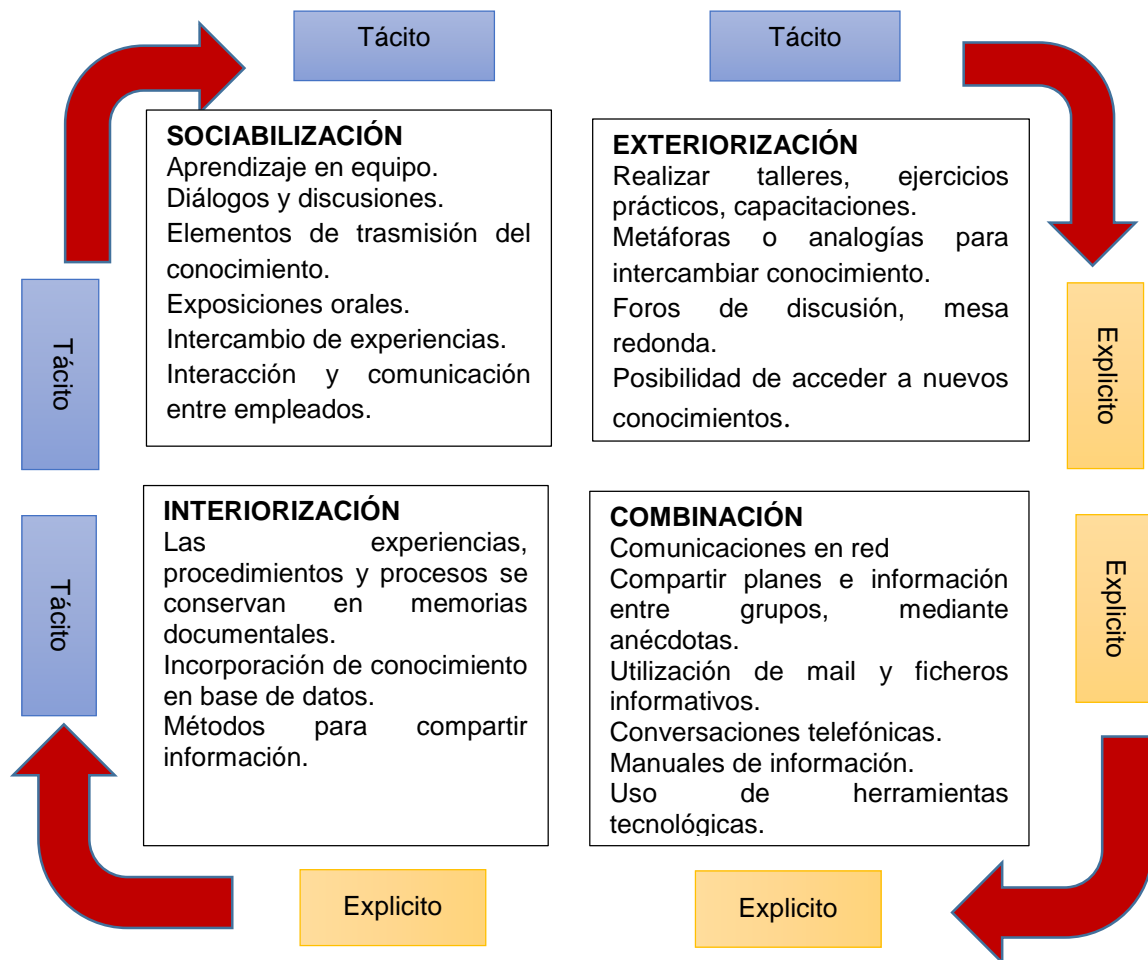 Tácito
Tácito
SOCIABILIZACIÓN
Aprendizaje en equipo.
Diálogos y discusiones.
Elementos de trasmisión del
conocimiento.
Exposiciones orales.
Intercambio de experiencias.
Interacción y comunicación
entre empleados.
EXTERIORIZACIÓN
Realizar talleres, ejercicios
prácticos, capacitaciones.
Metáforas o analogías para
intercambiar conocimiento.
Foros de discusión, mesa
redonda.
Posibilidad de acceder a nuevos
conocimientos.
Tácito
Explicito
INTERIORIZACIÓN
Las experiencias,
procedimientos y procesos se
conservan en memorias
documentales.
Incorporación de conocimiento
en base de datos.
Métodos para compartir
información.
COMBINACIÓN
Comunicaciones en red
Compartir planes e información
entre grupos, mediante
anécdotas.
Utilización de mail y ficheros
informativos.
Conversaciones telefónicas.
Manuales de información.
Uso de herramientas
tecnológicas.
Tácito
Explicito
Explicito
Explicito